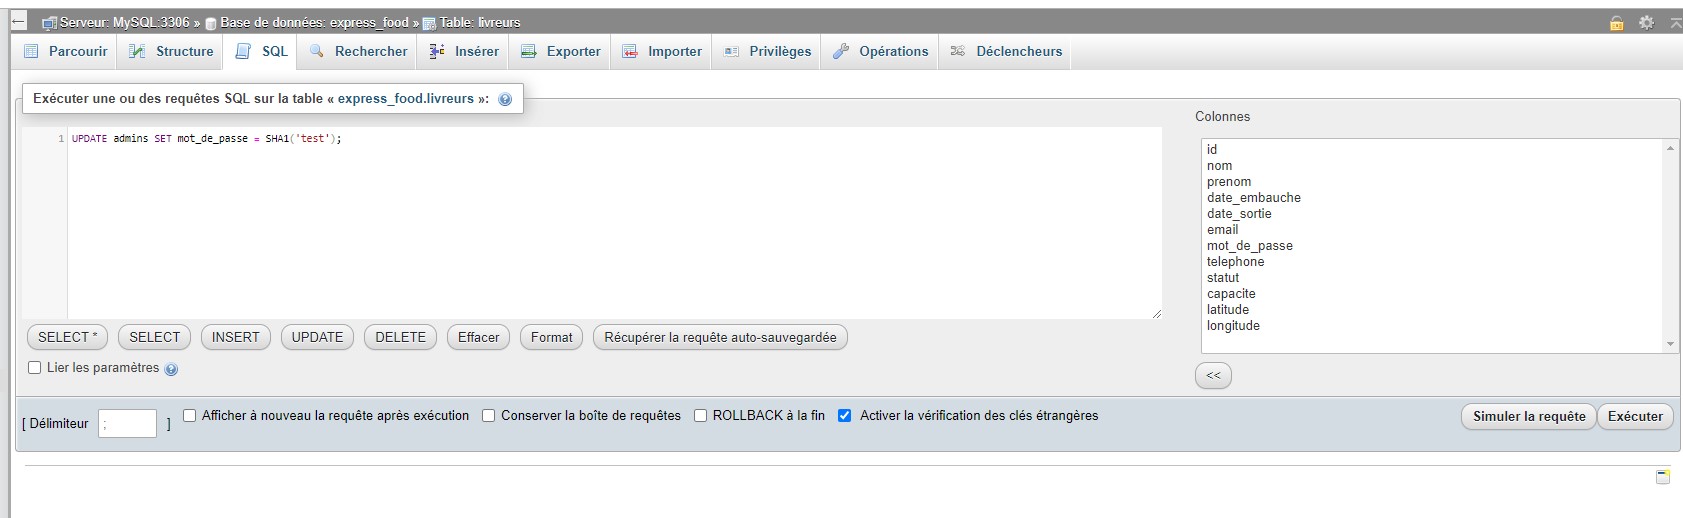 Serveur: MySQL:3306 » Base de données: express_food » Table: livreurs
Parcourir Structure SQL Rechercher Insérer Exporter Importer Privilèges Opérations Déclencheurs
Exécuter une ou des requêtes SQL sur la table « express_food.livreurs »:
Colonnes
1 UPDATE admins SET mot_de_passe = SHA1('test');
id
nom
prenom
date_embauche
date_sortie
email
mot_de_passe
telephone
statut
capacite
latitude
longitude
SELECT * SELECT INSERT UPDATE DELETE Effacer Format Récupérer la requête auto-sauvegardée
Lier les paramètres
<<
[ Délimiteur ; ] Afficher à nouveau la requête après exécution Conserver la boîte de requêtes ROLLBACK à la fin Activer la vérification des clés étrangères Simuler la requête Exécuter